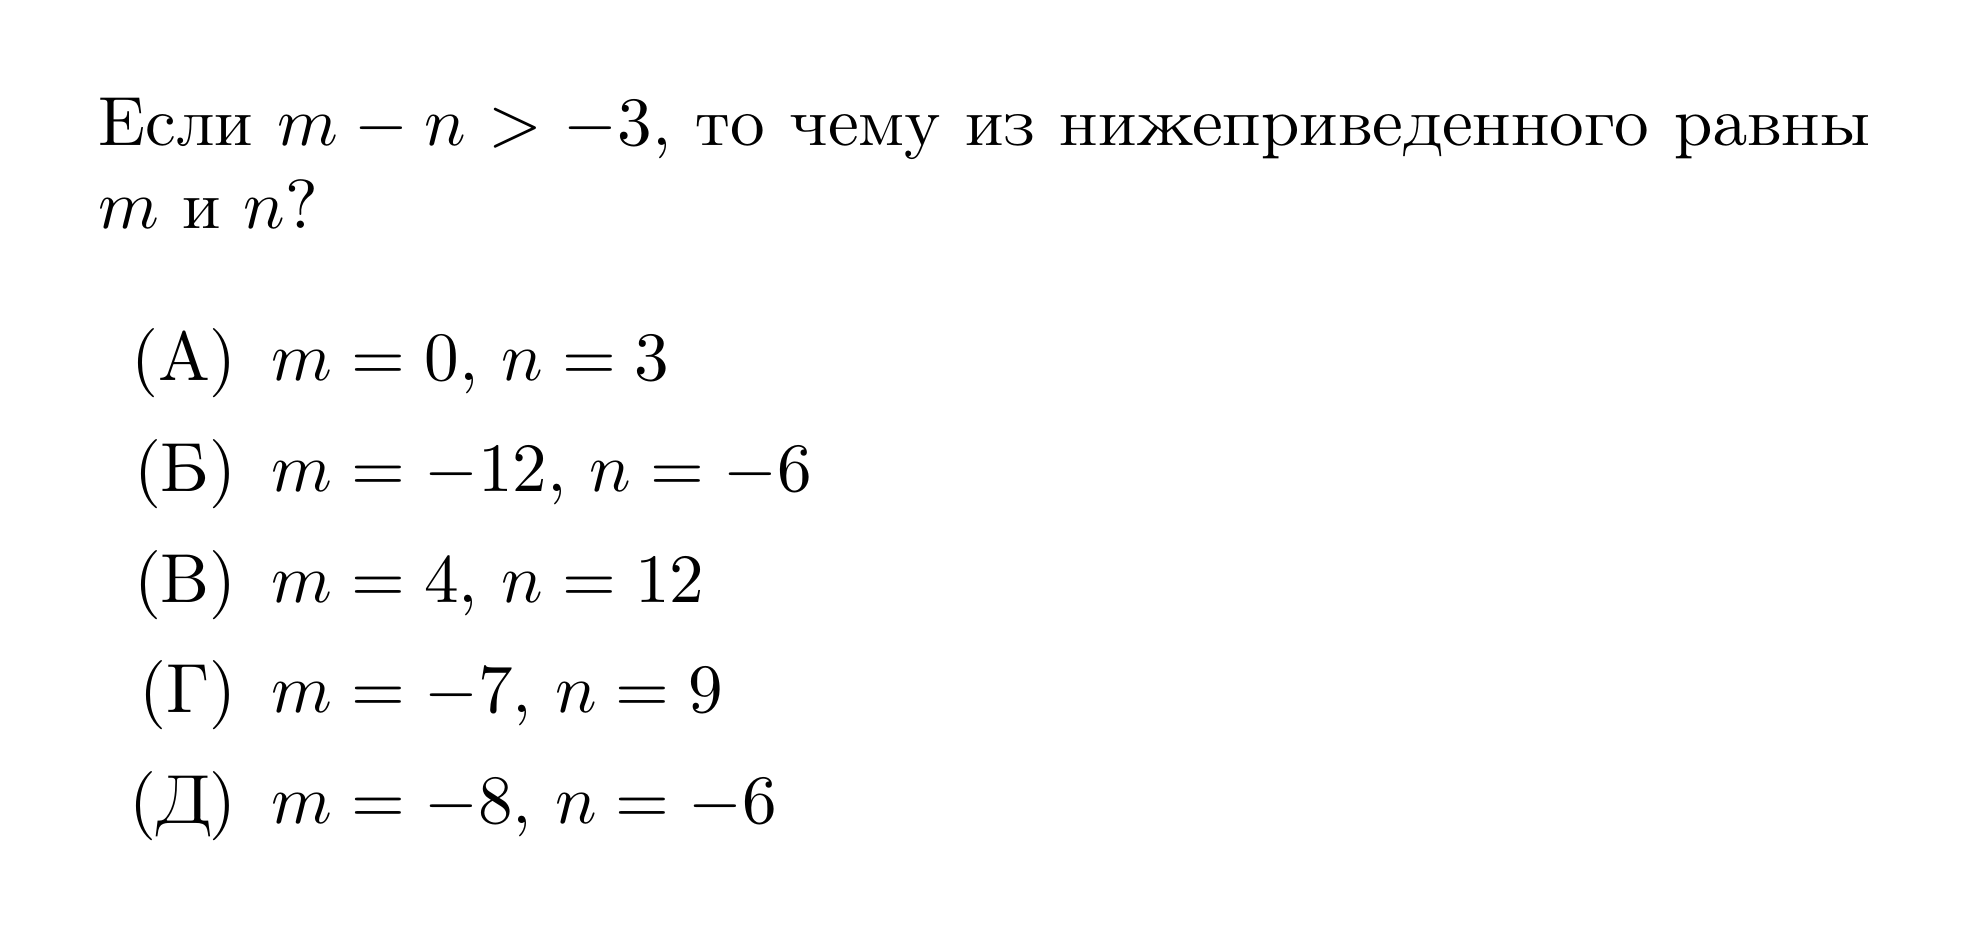 Если m − n > −3, то чему из нижеприведенного равны
m и n?
(А) m = 0, n = 3
(Б) m = −12, n = −6
(В) m = 4, n = 12
(Г) m = −7, n = 9
(Д) m = −8, n = −6